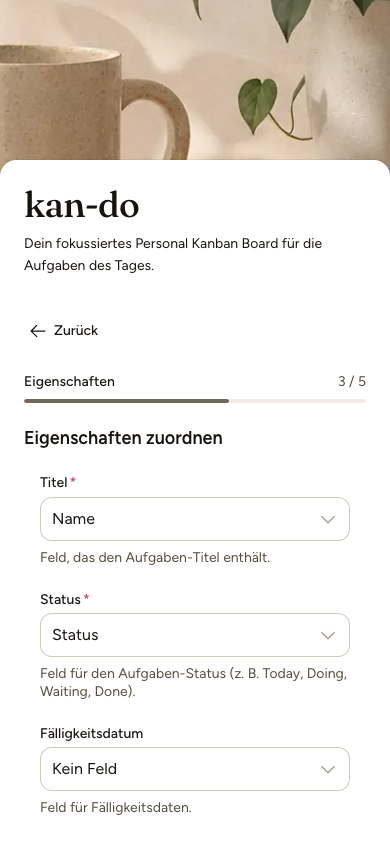 kan-do
Dein fokussiertes Personal Kanban Board für die
Aufgaben des Tages.
Zurück
Eigenschaften 3 / 5
Eigenschaften zuordnen
Titel *
Name
Feld, das den Aufgaben-Titel enthält.
Status *
Status
Feld für den Aufgaben-Status (z. B. Today, Doing,
Waiting, Done).
Fälligkeitsdatum
Kein Feld
Feld für Fälligkeitsdaten.